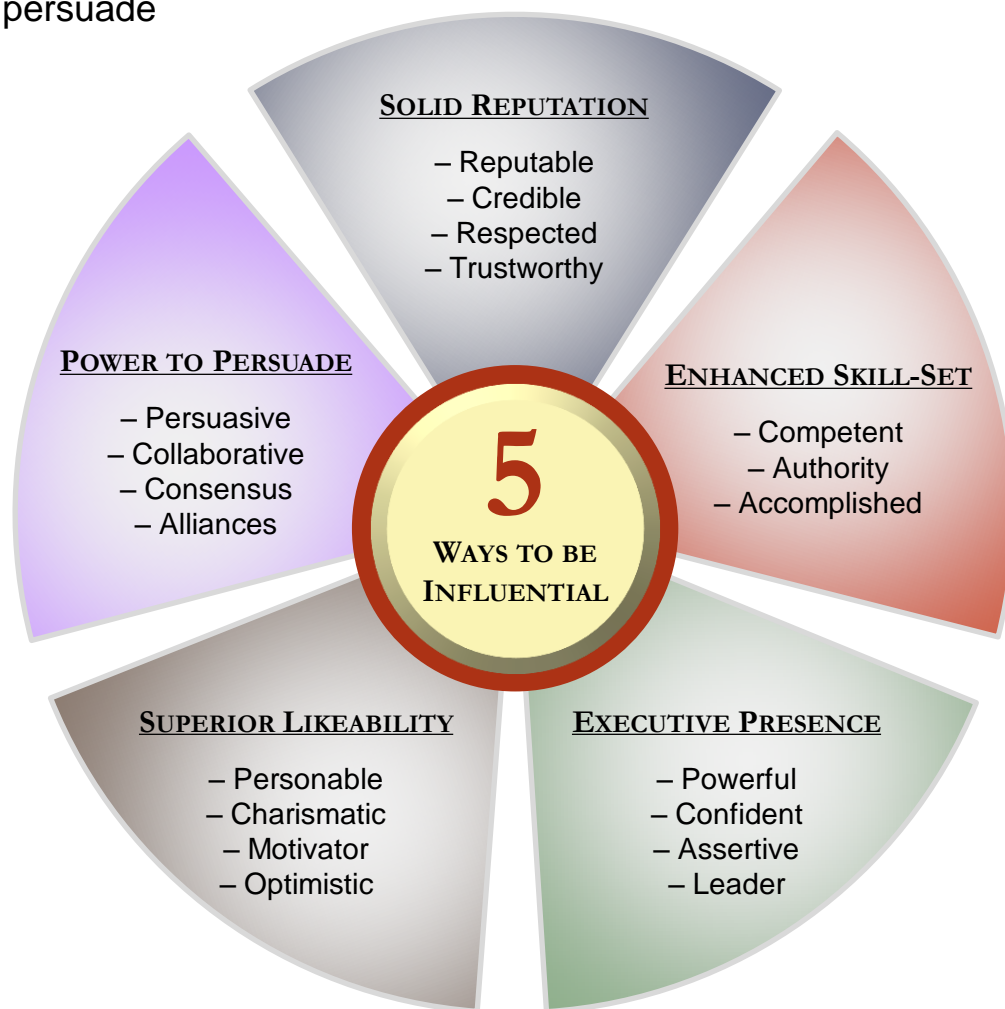 persuade
SOLID REPUTATION
– Reputable
– Credible
– Respected
– Trustworthy
ENHANCED SKILL-SET
– Competent
– Authority
– Accomplished
EXECUTIVE PRESENCE
– Powerful
– Confident
– Assertive
– Leader
SUPERIOR LIKEABILITY
– Personable
– Charismatic
– Motivator
– Optimistic
POWER TO PERSUADE
– Persuasive
– Collaborative
– Consensus
– Alliances
5
WAYS TO BE
INFLUENTIAL